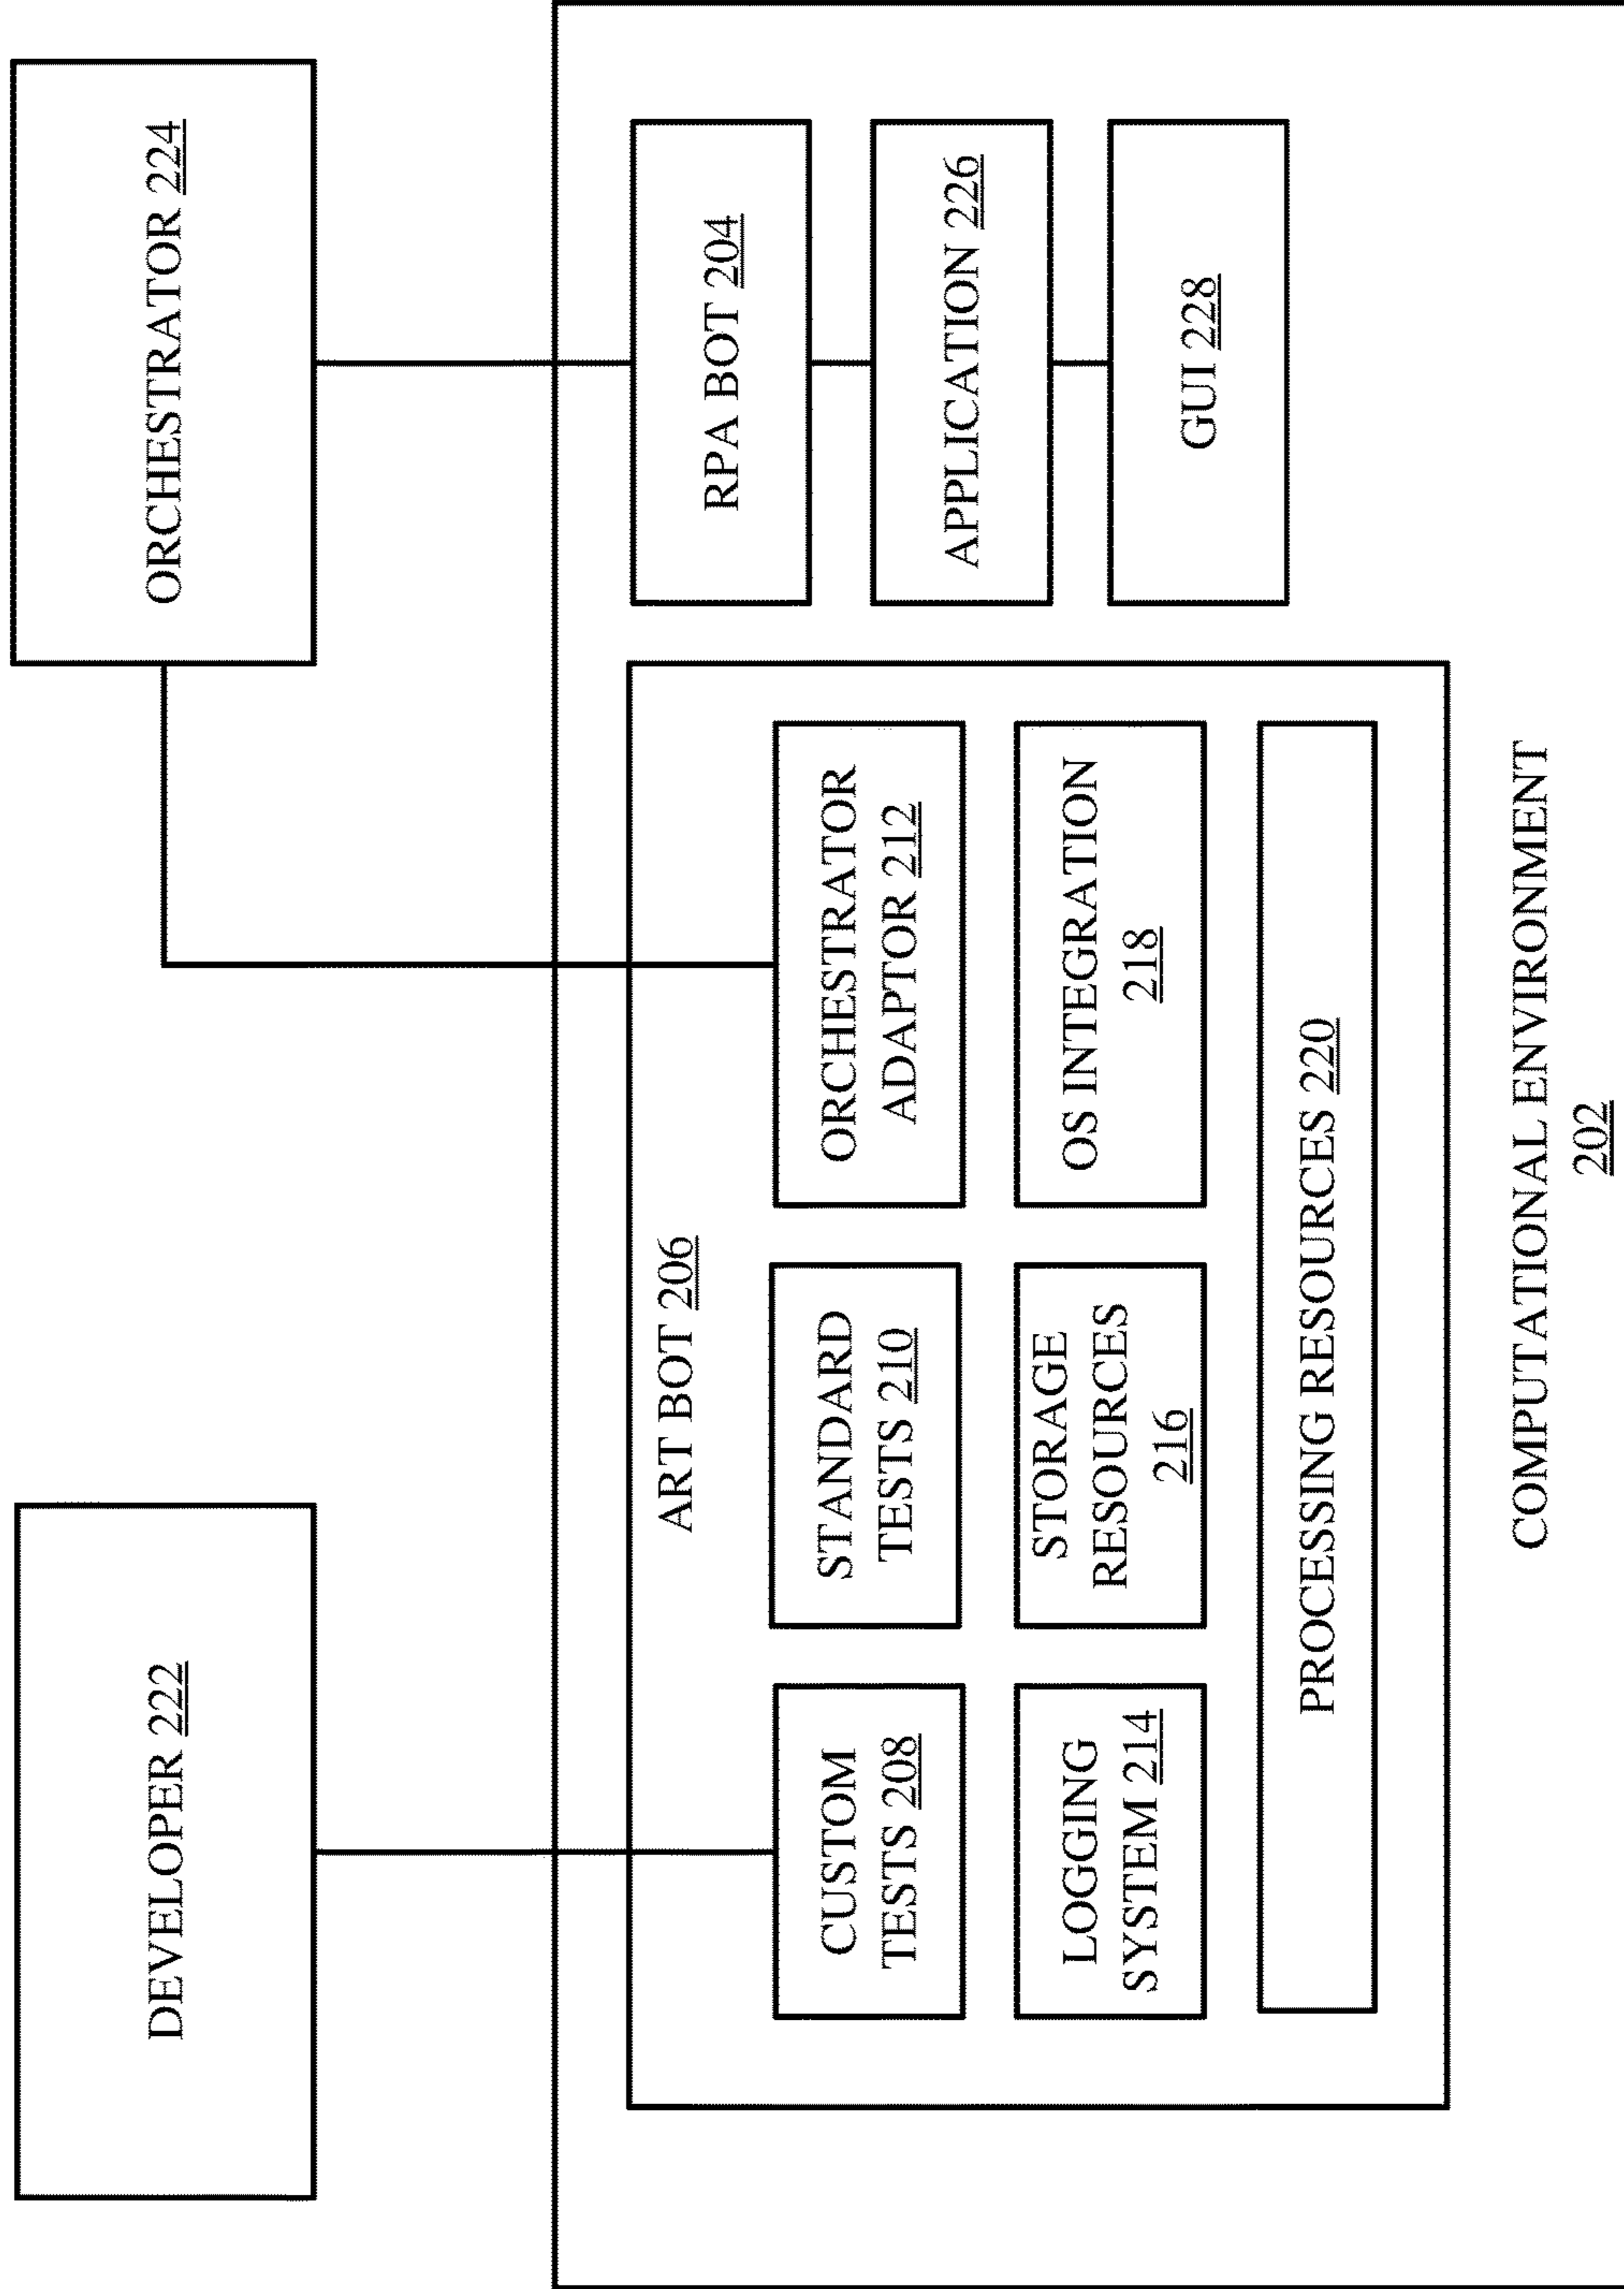 DEVELOPER 222
ORCHESTRATOR 224
ART BOT 206
CUSTOM
TESTS 208
STANDARD
TESTS 210
ORCHESTRATOR
ADAPTOR 212
LOGGING
SYSTEM 214
STORAGE
RESOURCES
216
OS INTEGRATION
218
PROCESSING RESOURCES 220
RPA BOT 204
APPLICATION 226
GUI 228
COMPUTATIONAL ENVIRONMENT
202